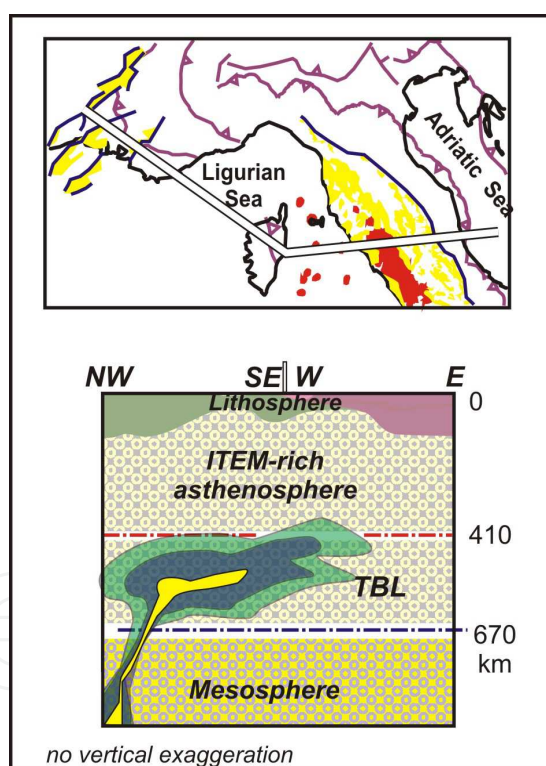 Ligurian
Sea
Adriatic Sea
NW SE W E
Lithosphere 0
ITEM-rich
asthenosphere
410
TBL
670
km
Mesosphere
no vertical exaggeration